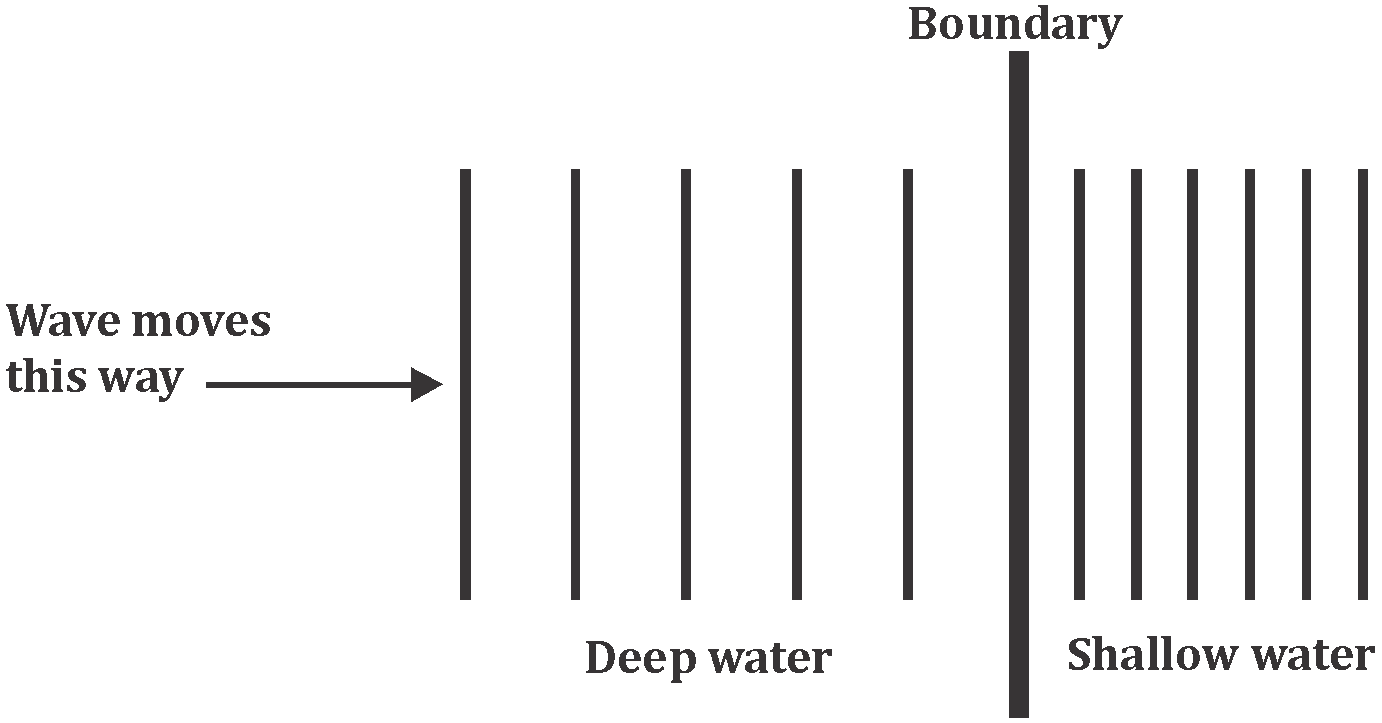 Boundary
Wave moves
this way
Deep water
Shallow water